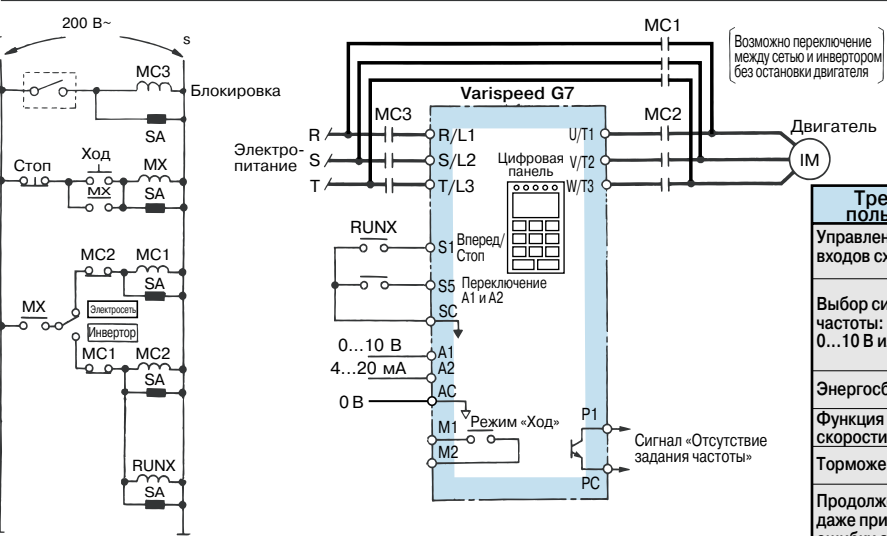 200 В~
s
MC3
Блокировка
SA
Стоп
Ход
MX
MX
SA
MC2
MC1
SA
MX
Электросеть
Инвертор
MC1
MC2
SA
RUNX
SA
MC1
Возможно переключение
между сетью и инвертором
без остановки двигателя
Varispeed G7
MC3
MC2
Двигатель
Электро-
питание
R
S
T
R/L1
S/L2
T/L3
Цифровая
панель
U/T1
V/T2
W/T3
IM
RUNX
S1
Вперед/
Стоп
S5
Переключение
A1 и A2
SC
0...10 В
A1
4...20 мА
A2
0 В
AC
M1
Режим «Ход»
M2
P1
PC
Сигнал «Отсутствие
задания частоты»
Тре
поль
Управлен
входов сх
Выбор си
частоты:
0...10 В и
Энергосб
Функция
скорости
Торможе
Продолж
даже при